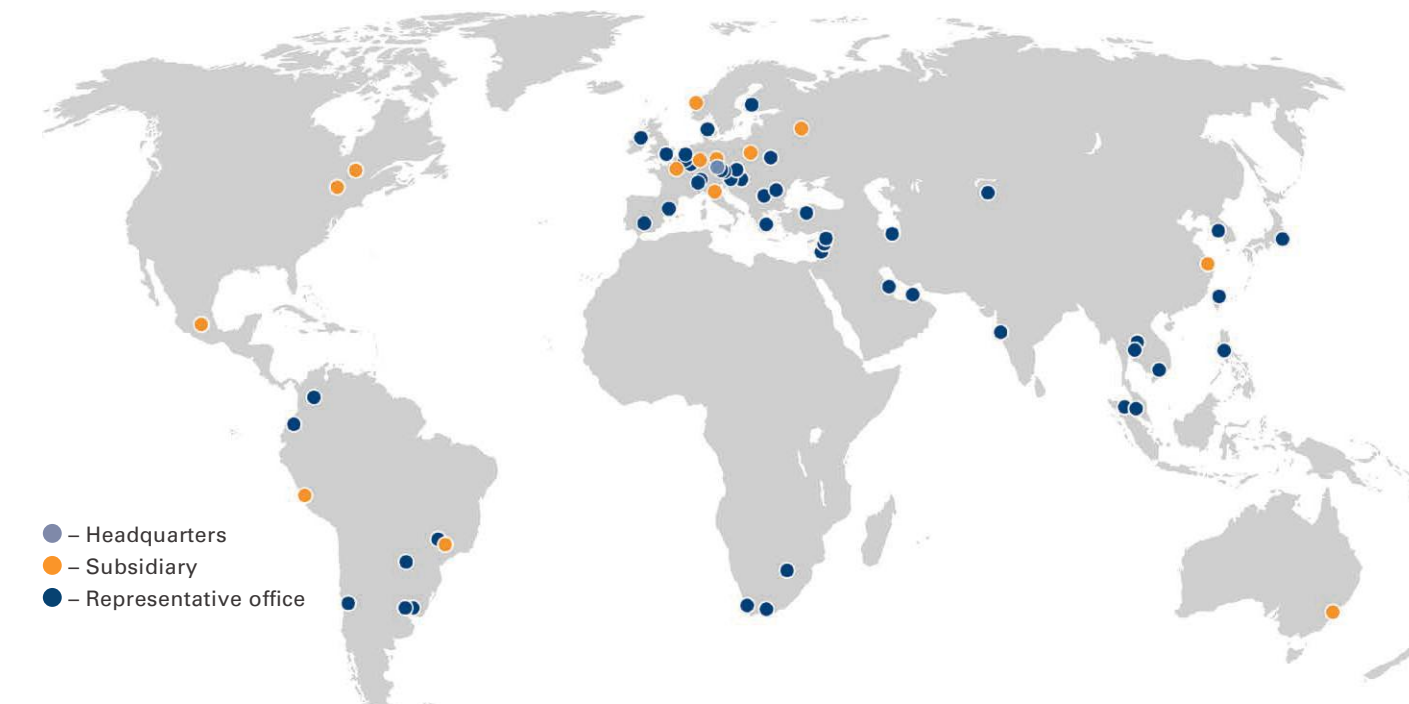 – Headquarters
– Subsidiary
– Representative office